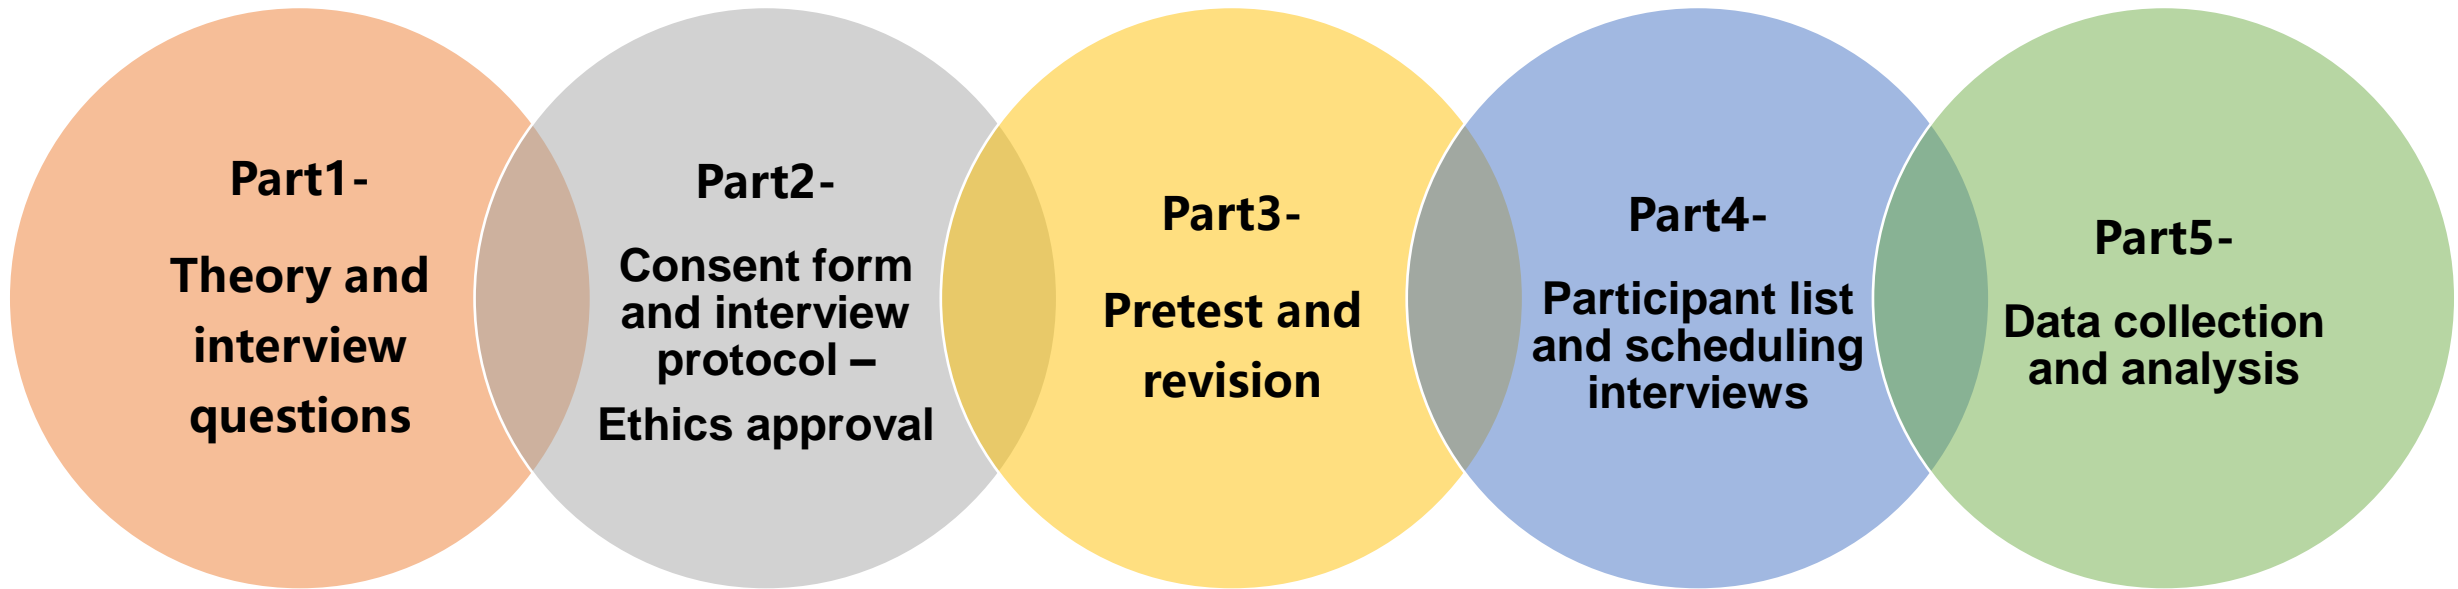 Part1-
Theory and
interview
questions
Part2-
Consent form
and interview
protocol –
Ethics approval
Part3-
Pretest and
revision
Part4-
Participant list
and scheduling
interviews
Part5-
Data collection
and analysis